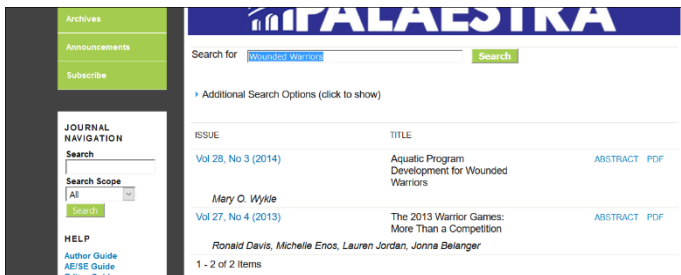 Archives
Announcements
Subscribe
PALAESTRA
Search for Wounded Warriors Search
Additional Search Options (click to show)
JOURNAL
NAVIGATION
Search
Search Scope
All
Search
HELP
Author Guide
AE/SE Guide
ISSUE TITLE
Vol 28, No 3 (2014) Aquatic Program ABSTRACT PDF
Development for Wounded
Warriors
Mary O. Wykle
Vol 27, No 4 (2013) The 2013 Warrior Games: ABSTRACT PDF
More Than a Competition
Ronald Davis, Michelle Enos, Lauren Jordan, Jonna Belanger
1 - 2 of 2 Items